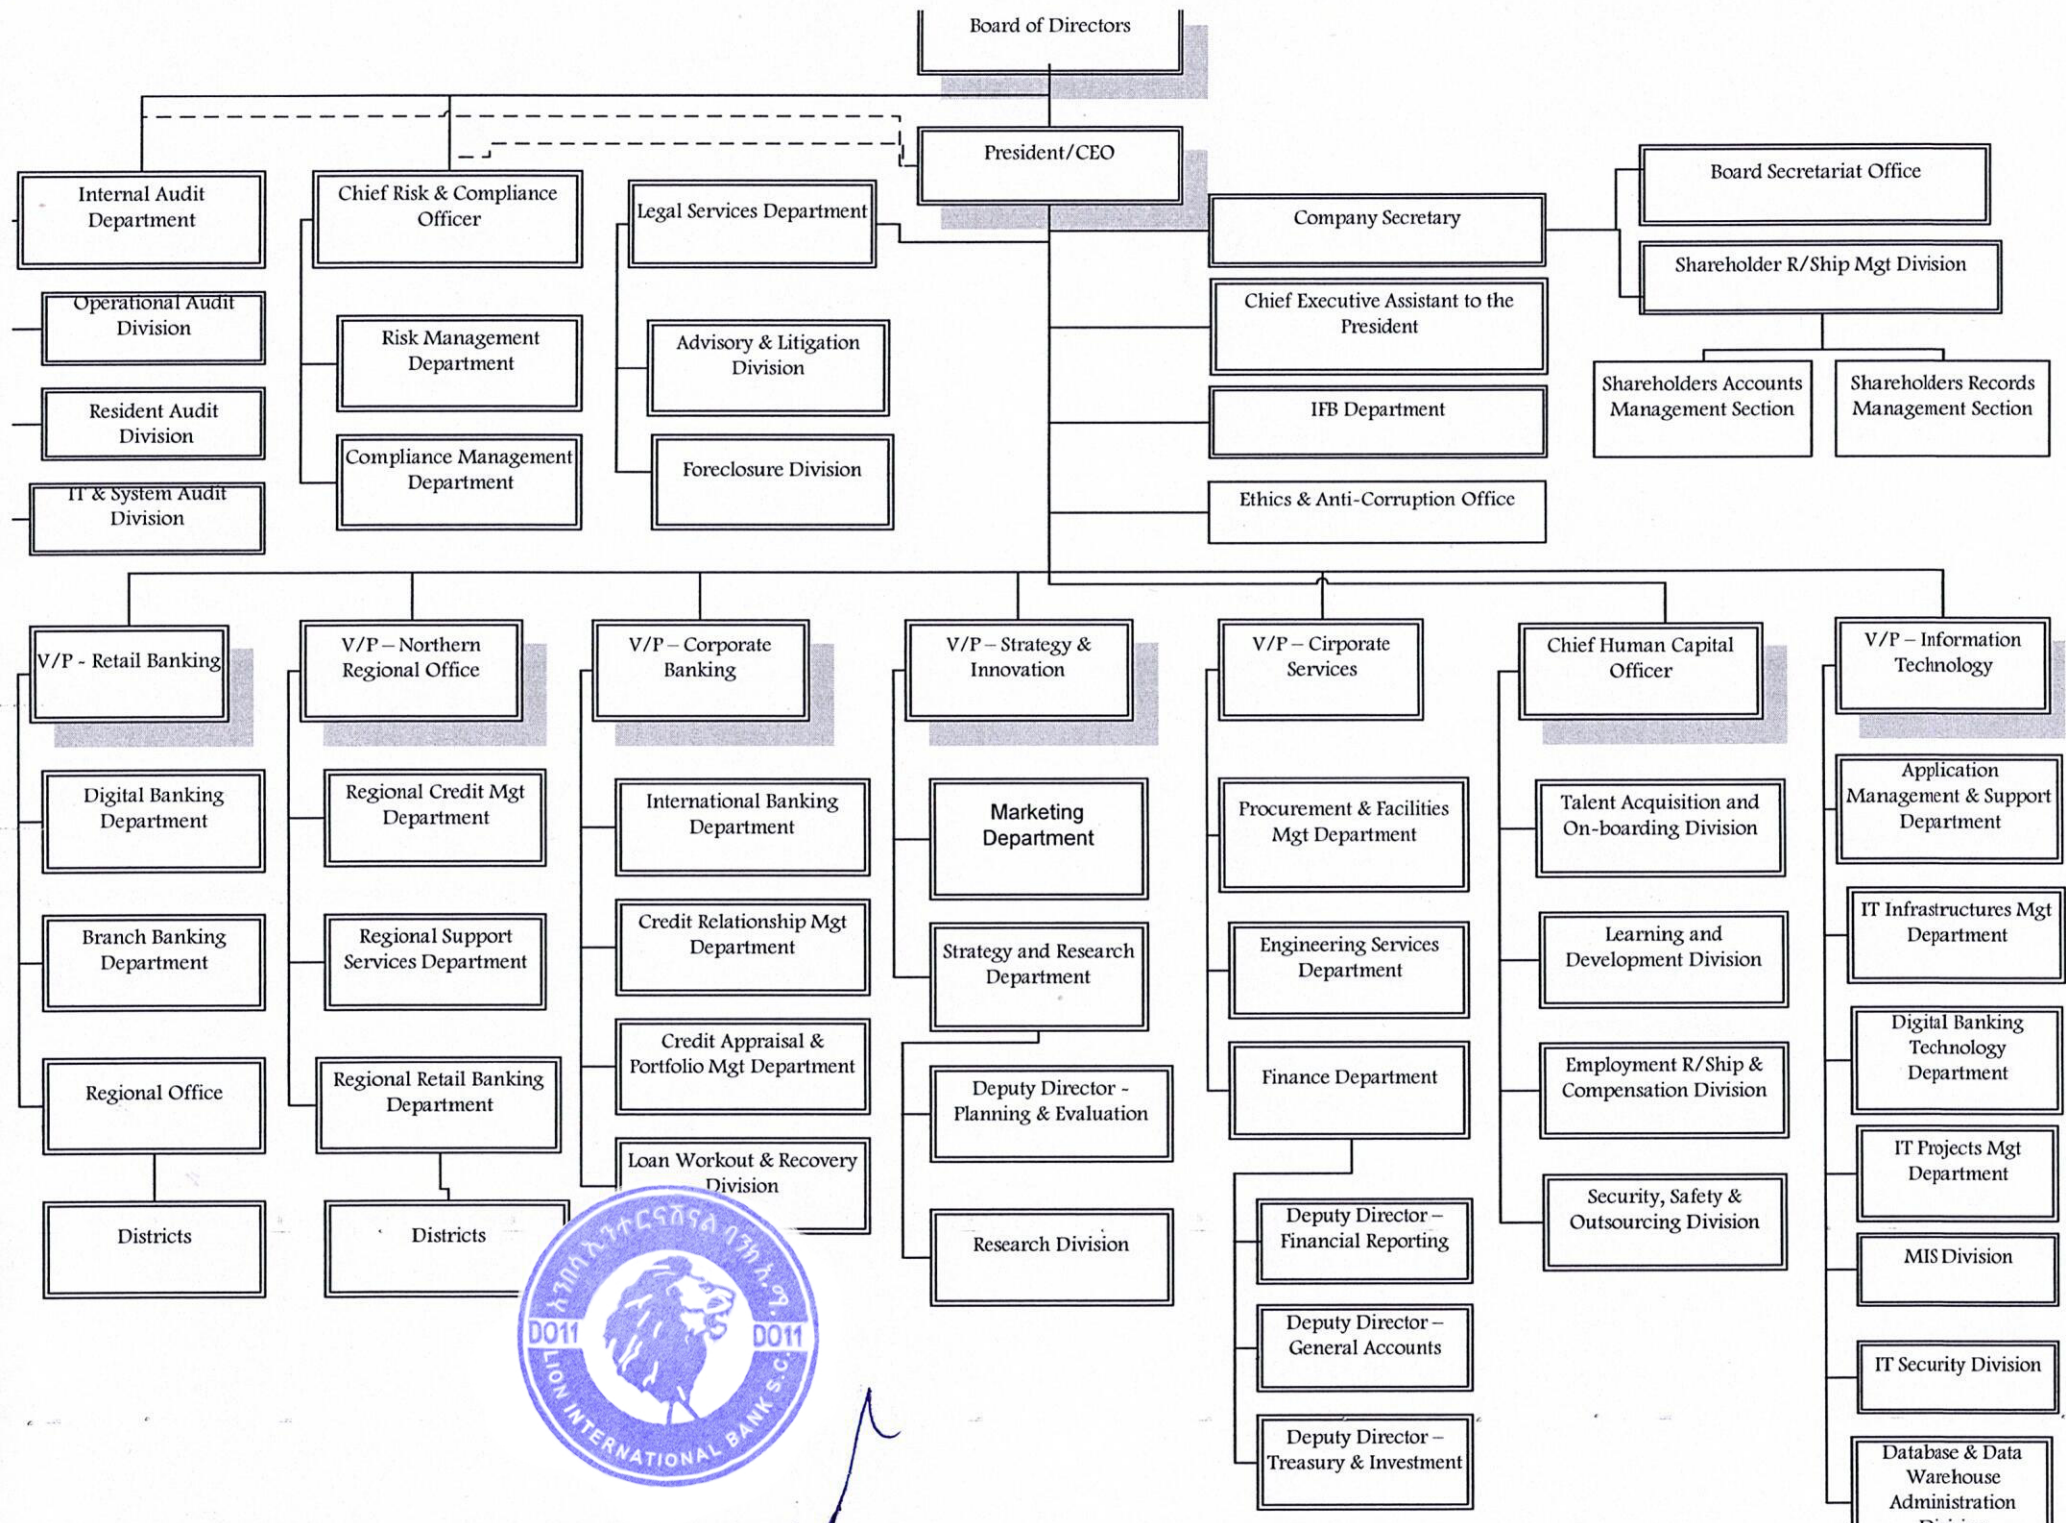 Board of Directors
President/CEO
Internal Audit
Department
Chief Risk & Compliance
Officer
Legal Services Department
Company Secretary
Board Secretariat Office
Shareholder R/Ship Mgt Division
Shareholders Accounts
Management Section
Shareholders Records
Management Section
Chief Executive Assistant to the
President
IFB Department
Ethics & Anti-Corruption Office
Operational Audit
Division
Resident Audit
Division
IT & System Audit
Division
Risk Management
Department
Compliance Management
Department
Advisory & Litigation
Division
Foreclosure Division
V/P - Retail Banking
Digital Banking
Department
Branch Banking
Department
Regional Office
Districts
V/P – Northern
Regional Office
Regional Credit Mgt
Department
Regional Support
Services Department
Regional Retail Banking
Department
Districts
V/P – Corporate
Banking
International Banking
Department
Credit Relationship Mgt
Department
Credit Appraisal &
Portfolio Mgt Department
Loan Workout & Recovery
Division
V/P – Strategy &
Innovation
Marketing
Department
Strategy and Research
Department
Deputy Director -
Planning & Evaluation
Research Division
V/P – Cirporate
Services
Procurement & Facilities
Mgt Department
Engineering Services
Department
Finance Department
Deputy Director –
Financial Reporting
Deputy Director –
General Accounts
Deputy Director –
Treasury & Investment
Chief Human Capital
Officer
Talent Acquisition and
On-boarding Division
Learning and
Development Division
Employment R/Ship &
Compensation Division
Security, Safety &
Outsourcing Division
V/P – Information
Technology
Application
Management & Support
Department
IT Infrastructures Mgt
Department
Digital Banking
Technology
Department
IT Projects Mgt
Department
MIS Division
IT Security Division
Database & Data
Warehouse
Administration
Division
አንበሳ ኢንተርናሽናል ባንክ አ.ማ.
DO11 DO11
LION INTERNATIONAL BANK S.C.